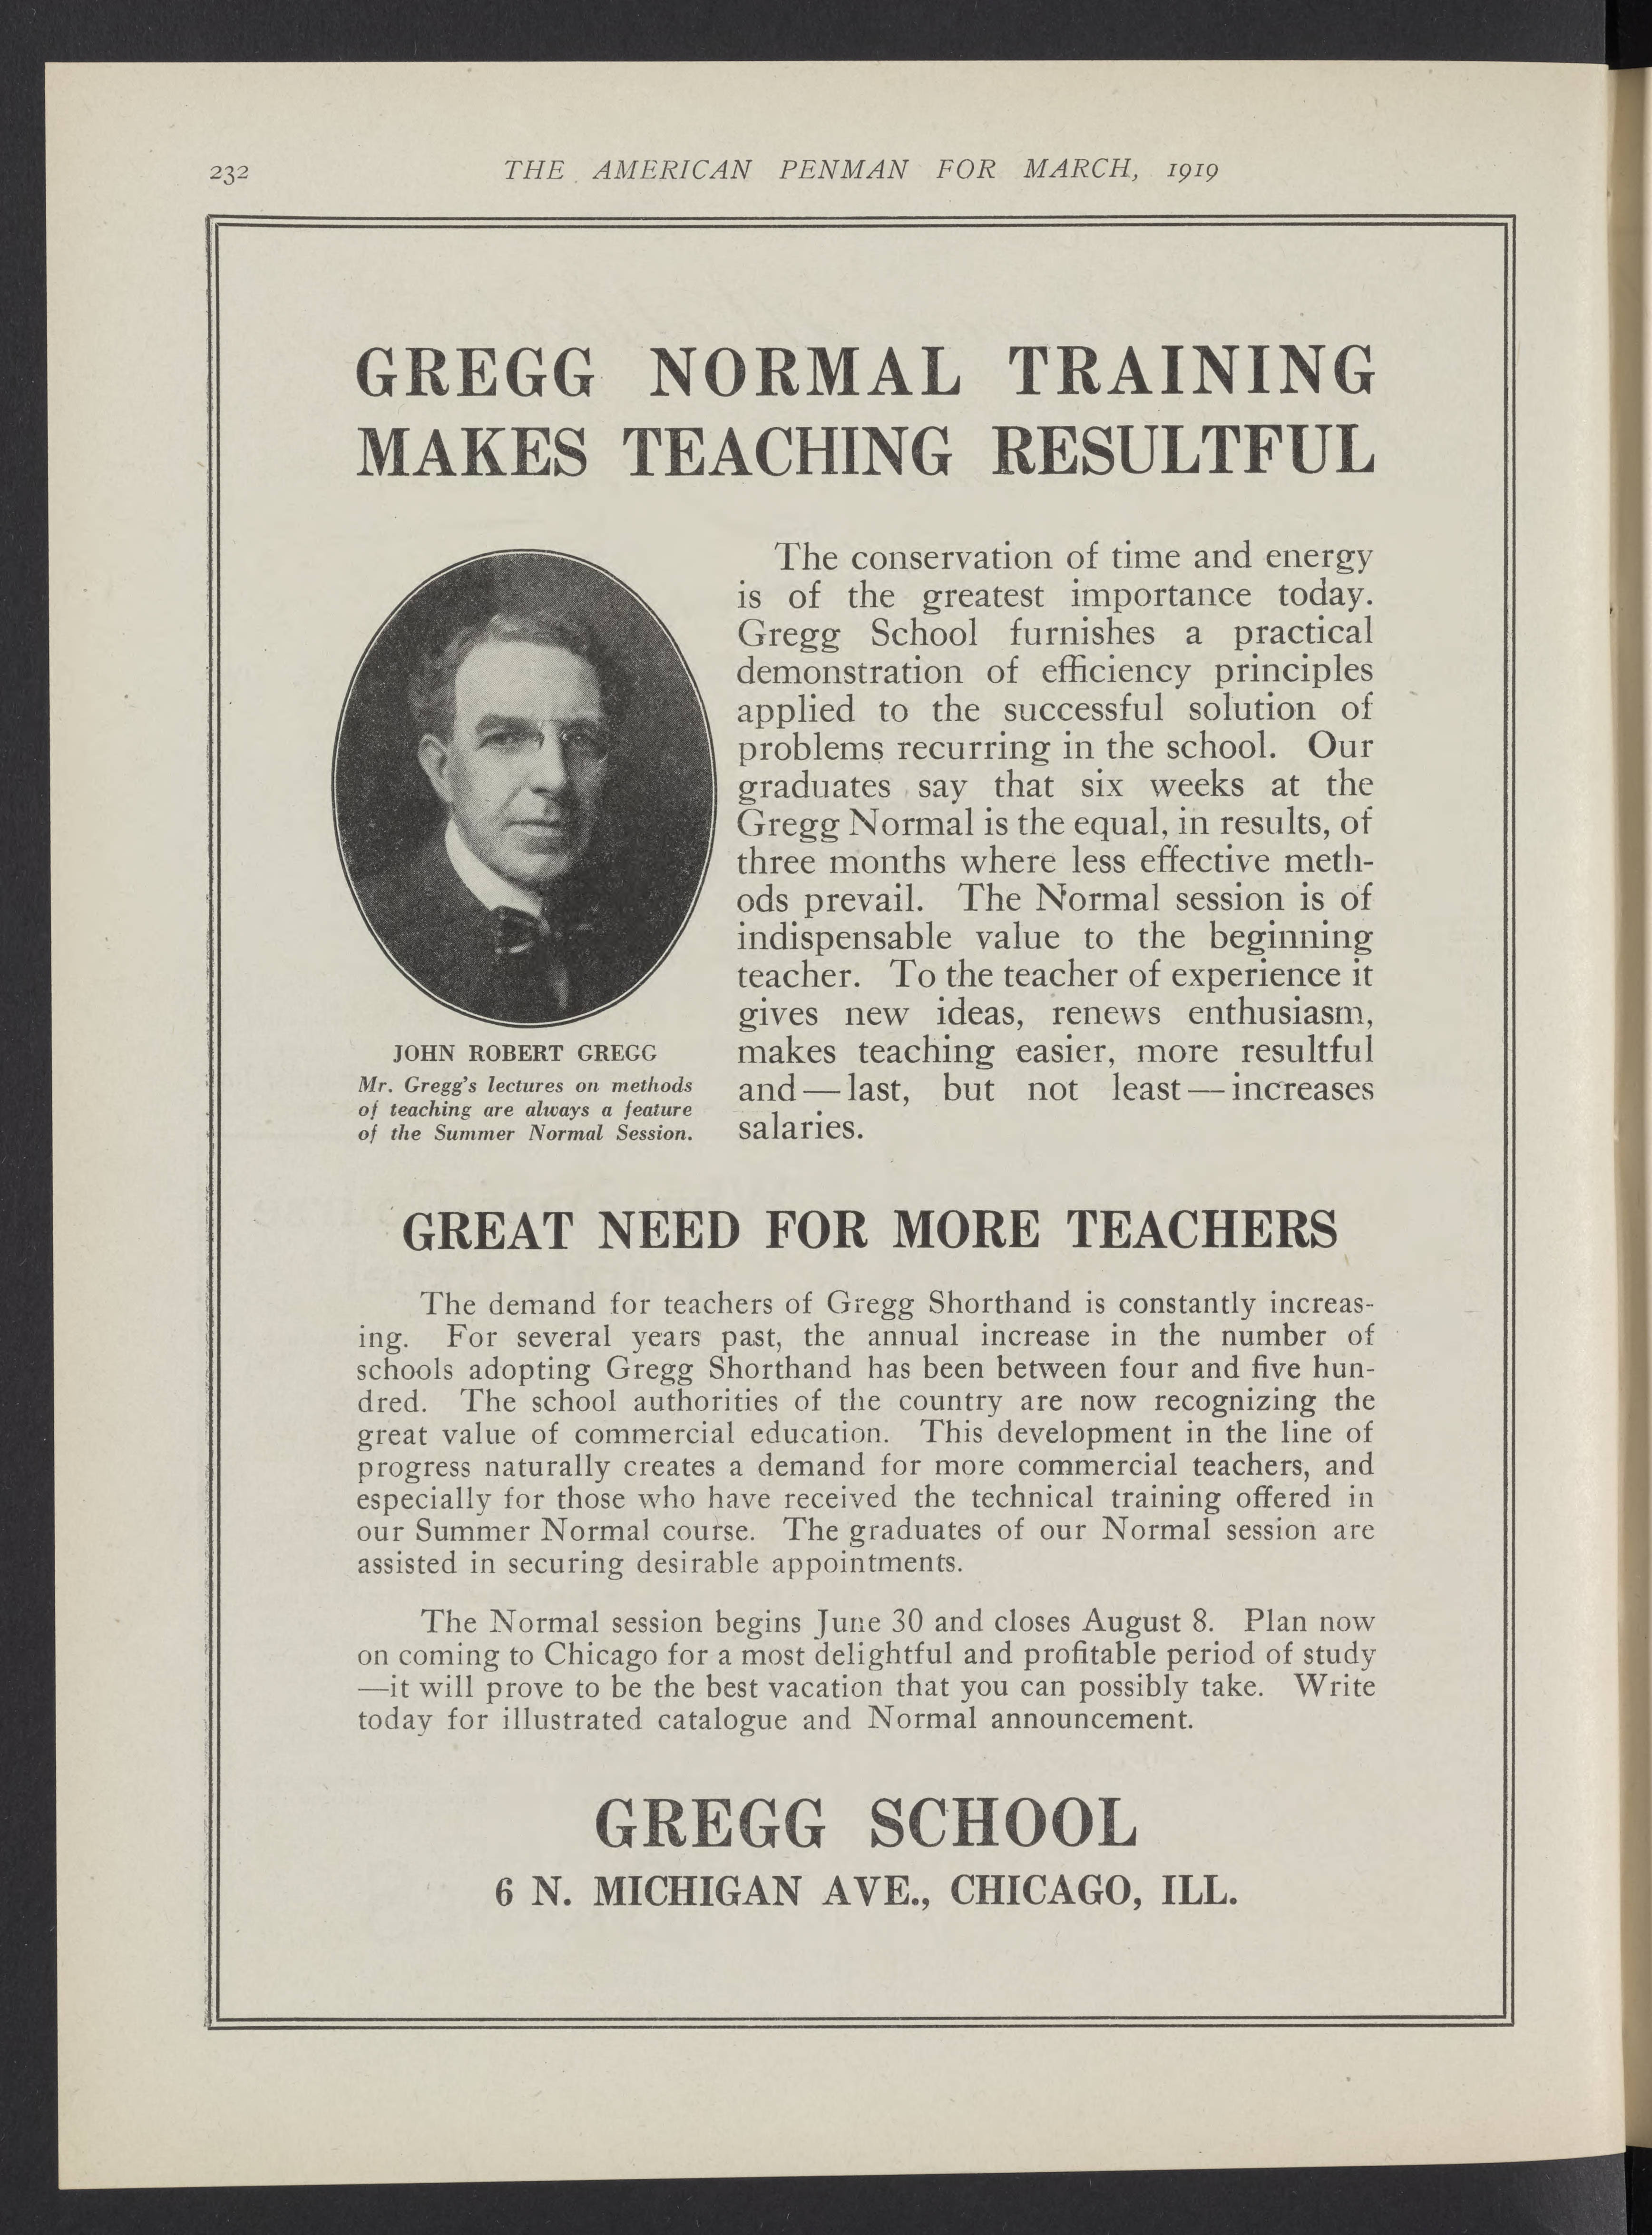 232
THE AMERICAN PENMAN FOR MARCH, 1919
GREGG NORMAL TRAINING
MAKES TEACHING RESULTFUL
JOHN ROBERT GREGG
Mr. Gregg's lectures on methods
of teaching are always a feature
of the Summer Normal Session.
The conservation of time and energy
is of the greatest importance today.
Gregg School furnishes a practical
demonstration of efficiency principles
applied to the successful solution of
problems recurring in the school. Our
graduates say that six weeks at the
Gregg Normal is the equal, in results, of
three months where less effective meth-
ods prevail. The Normal session is of
indispensable value to the beginning
teacher. To the teacher of experience it
gives new ideas, renews enthusiasm,
makes teaching easier, more resultful
and—last, but not least—increases
salaries.
GREAT NEED FOR MORE TEACHERS
The demand for teachers of Gregg Shorthand is constantly increas-
ing. For several years past, the annual increase in the number of
schools adopting Gregg Shorthand has been between four and five hun-
dred. The school authorities of the country are now recognizing the
great value of commercial education. This development in the line of
progress naturally creates a demand for more commercial teachers, and
especially for those who have received the technical training offered in
our Summer Normal course. The graduates of our Normal session are
assisted in securing desirable appointments.
The Normal session begins June 30 and closes August 8. Plan now
on coming to Chicago for a most delightful and profitable period of study
—it will prove to be the best vacation that you can possibly take. Write
today for illustrated catalogue and Normal announcement.
GREGG SCHOOL
6 N. MICHIGAN AVE., CHICAGO, ILL.